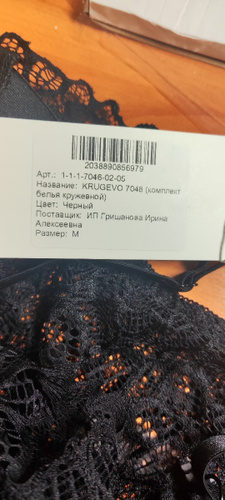 2038890856979
Арт.: 1-1-1-7046-02-05
Название: KRUGEVO 7046 (комплект
белья кружевной)
Цвет: Черный
Поставщик: ИП Гришанова Ирина
Алексеевна
Размер: M